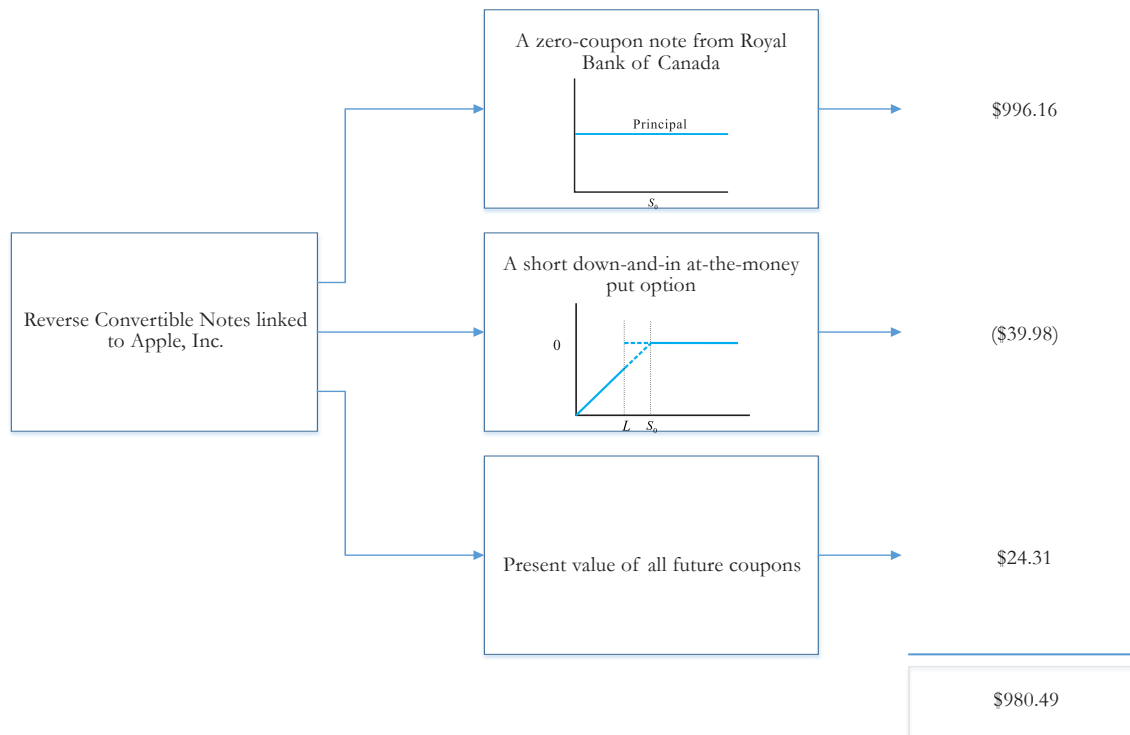 A zero-coupon note from Royal
Bank of Canada
Principal
S₀
$996.16
Reverse Convertible Notes linked
to Apple, Inc.
A short down-and-in at-the-money
put option
0
L S₀
($39.98)
Present value of all future coupons
$24.31
$980.49